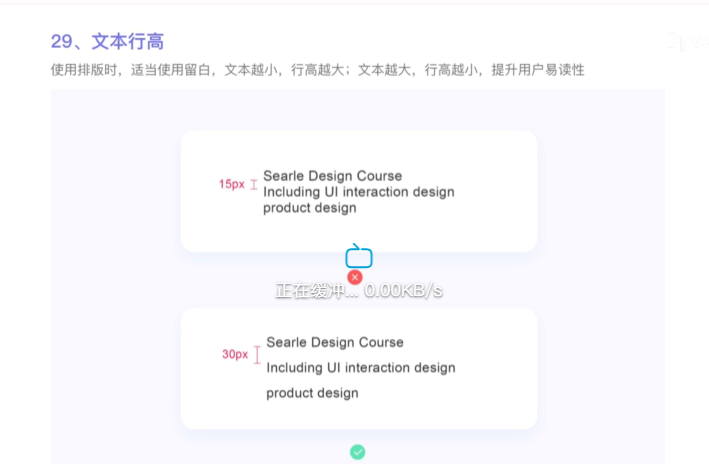 29、文本行高
使用排版时，适当使用留白，文本越小，行高越大；文本越大，行高越小，提升用户易读性
15px
Searle Design Course
Including UI interaction design
product design
正在缓冲... 0.00KB/s
30px
Searle Design Course
Including UI interaction design
product design